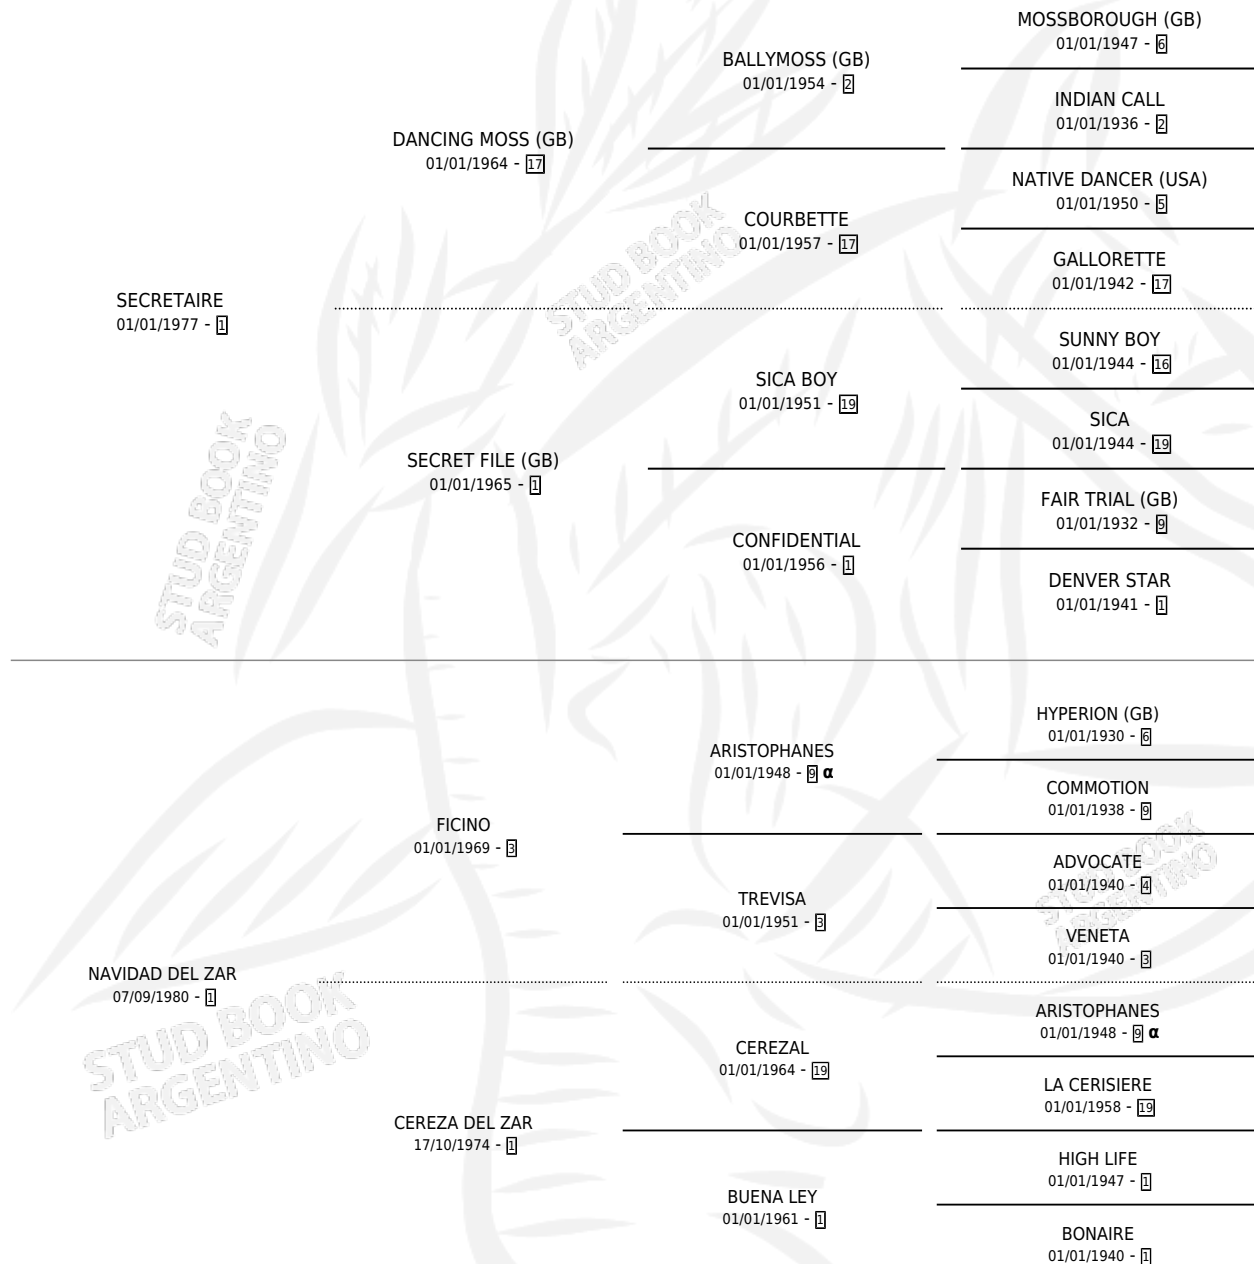 MOSSBOROUGH (GB)
01/01/1947 - 6
BALLYMOSS (GB)
01/01/1954 - 2
INDIAN CALL
01/01/1936 - 2
DANCING MOSS (GB)
01/01/1964 - 17
NATIVE DANCER (USA)
01/01/1950 - 5
COURBETTE
01/01/1957 - 17
GALLORETTE
01/01/1942 - 17
SECRETAIRE
01/01/1977 - 1
SUNNY BOY
01/01/1944 - 16
SICA BOY
01/01/1951 - 19
SICA
01/01/1944 - 19
SECRET FILE (GB)
01/01/1965 - 1
FAIR TRIAL (GB)
01/01/1932 - 9
CONFIDENTIAL
01/01/1956 - 1
DENVER STAR
01/01/1941 - 1
HYPERION (GB)
01/01/1930 - 6
ARISTOPHANES
01/01/1948 - 9 α
COMMOTION
01/01/1938 - 9
FICINO
01/01/1969 - 3
ADVOCATE
01/01/1940 - 4
TREVISA
01/01/1951 - 3
VENETA
01/01/1940 - 3
NAVIDAD DEL ZAR
07/09/1980 - 1
ARISTOPHANES
01/01/1948 - 9 α
CEREZAL
01/01/1964 - 19
LA CERISIERE
01/01/1958 - 19
CEREZA DEL ZAR
17/10/1974 - 1
HIGH LIFE
01/01/1947 - 1
BUENA LEY
01/01/1961 - 1
BONAIRE
01/01/1940 - 1
STUD BOOK
ARGENTINO
STUD BOOK
ARGENTINO
STUD BOOK
ARGENTINO
STUD BOOK
ARGENTINO